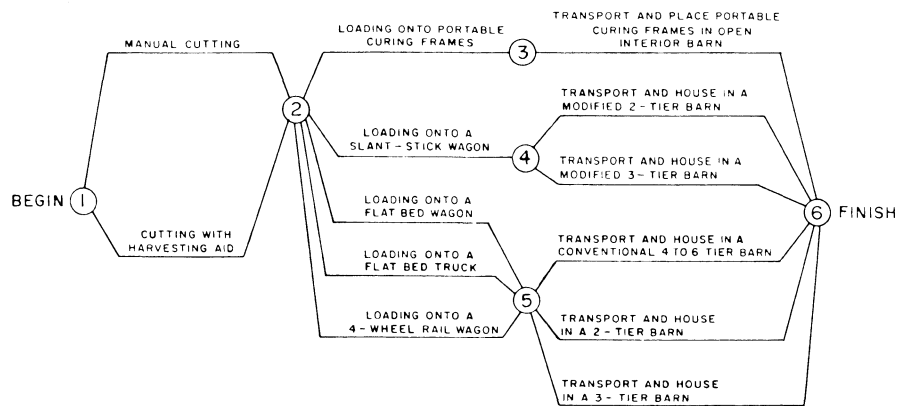 MANUAL CUTTING
LOADING ONTO PORTABLE
CURING FRAMES
3
TRANSPORT AND PLACE PORTABLE
CURING FRAMES IN OPEN
INTERIOR BARN
2
LOADING ONTO A
SLANT-STICK WAGON
4
TRANSPORT AND HOUSE IN A
MODIFIED 2-TIER BARN
TRANSPORT AND HOUSE IN A
MODIFIED 3-TIER BARN
BEGIN 1
CUTTING WITH
HARVESTING AID
LOADING ONTO A
FLAT BED WAGON
6 FINISH
LOADING ONTO A
FLAT BED TRUCK
TRANSPORT AND HOUSE IN A
CONVENTIONAL 4 TO 6 TIER BARN
5
LOADING ONTO A
4-WHEEL RAIL WAGON
TRANSPORT AND HOUSE
IN A 2-TIER BARN
TRANSPORT AND HOUSE
IN A 3-TIER BARN